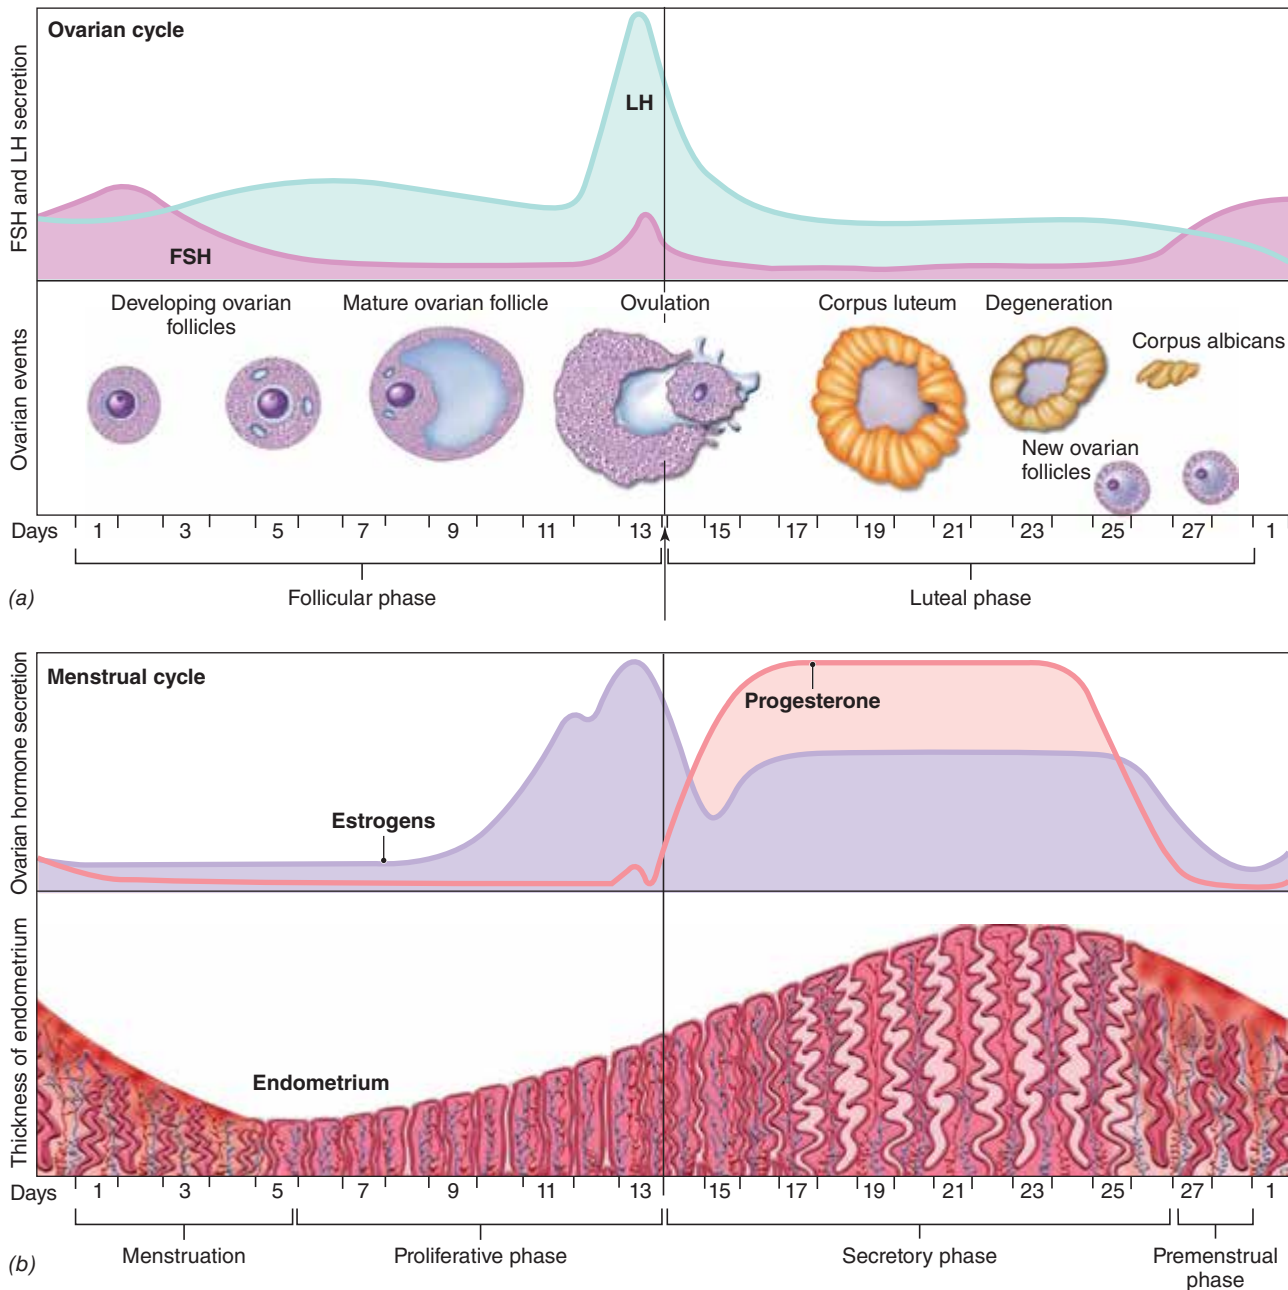 Ovarian cycle
FSH and LH secretion
LH
FSH
Ovarian events
Developing ovarian
follicles
Mature ovarian follicle
Ovulation
Corpus luteum
Degeneration
Corpus albicans
New ovarian
follicles
Days 1 3 5 7 9 11 13 15 17 19 21 23 25 27 1
Follicular phase
Luteal phase
(a)
Menstrual cycle
Ovarian hormone secretion
Progesterone
Estrogens
Thickness of endometrium
Endometrium
Days 1 3 5 7 9 11 13 15 17 19 21 23 25 27 1
Menstruation
Proliferative phase
Secretory phase
Premenstrual
phase
(b)